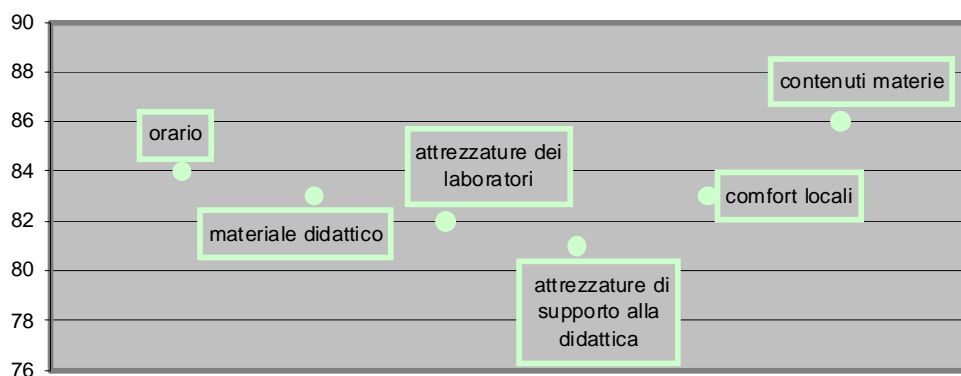 90
88
86
84
82
80
78
76
orario
materiale didattico
attrezzature dei
laboratori
attrezzature di
supporto alla
didattica
comfort locali
contenuti materie